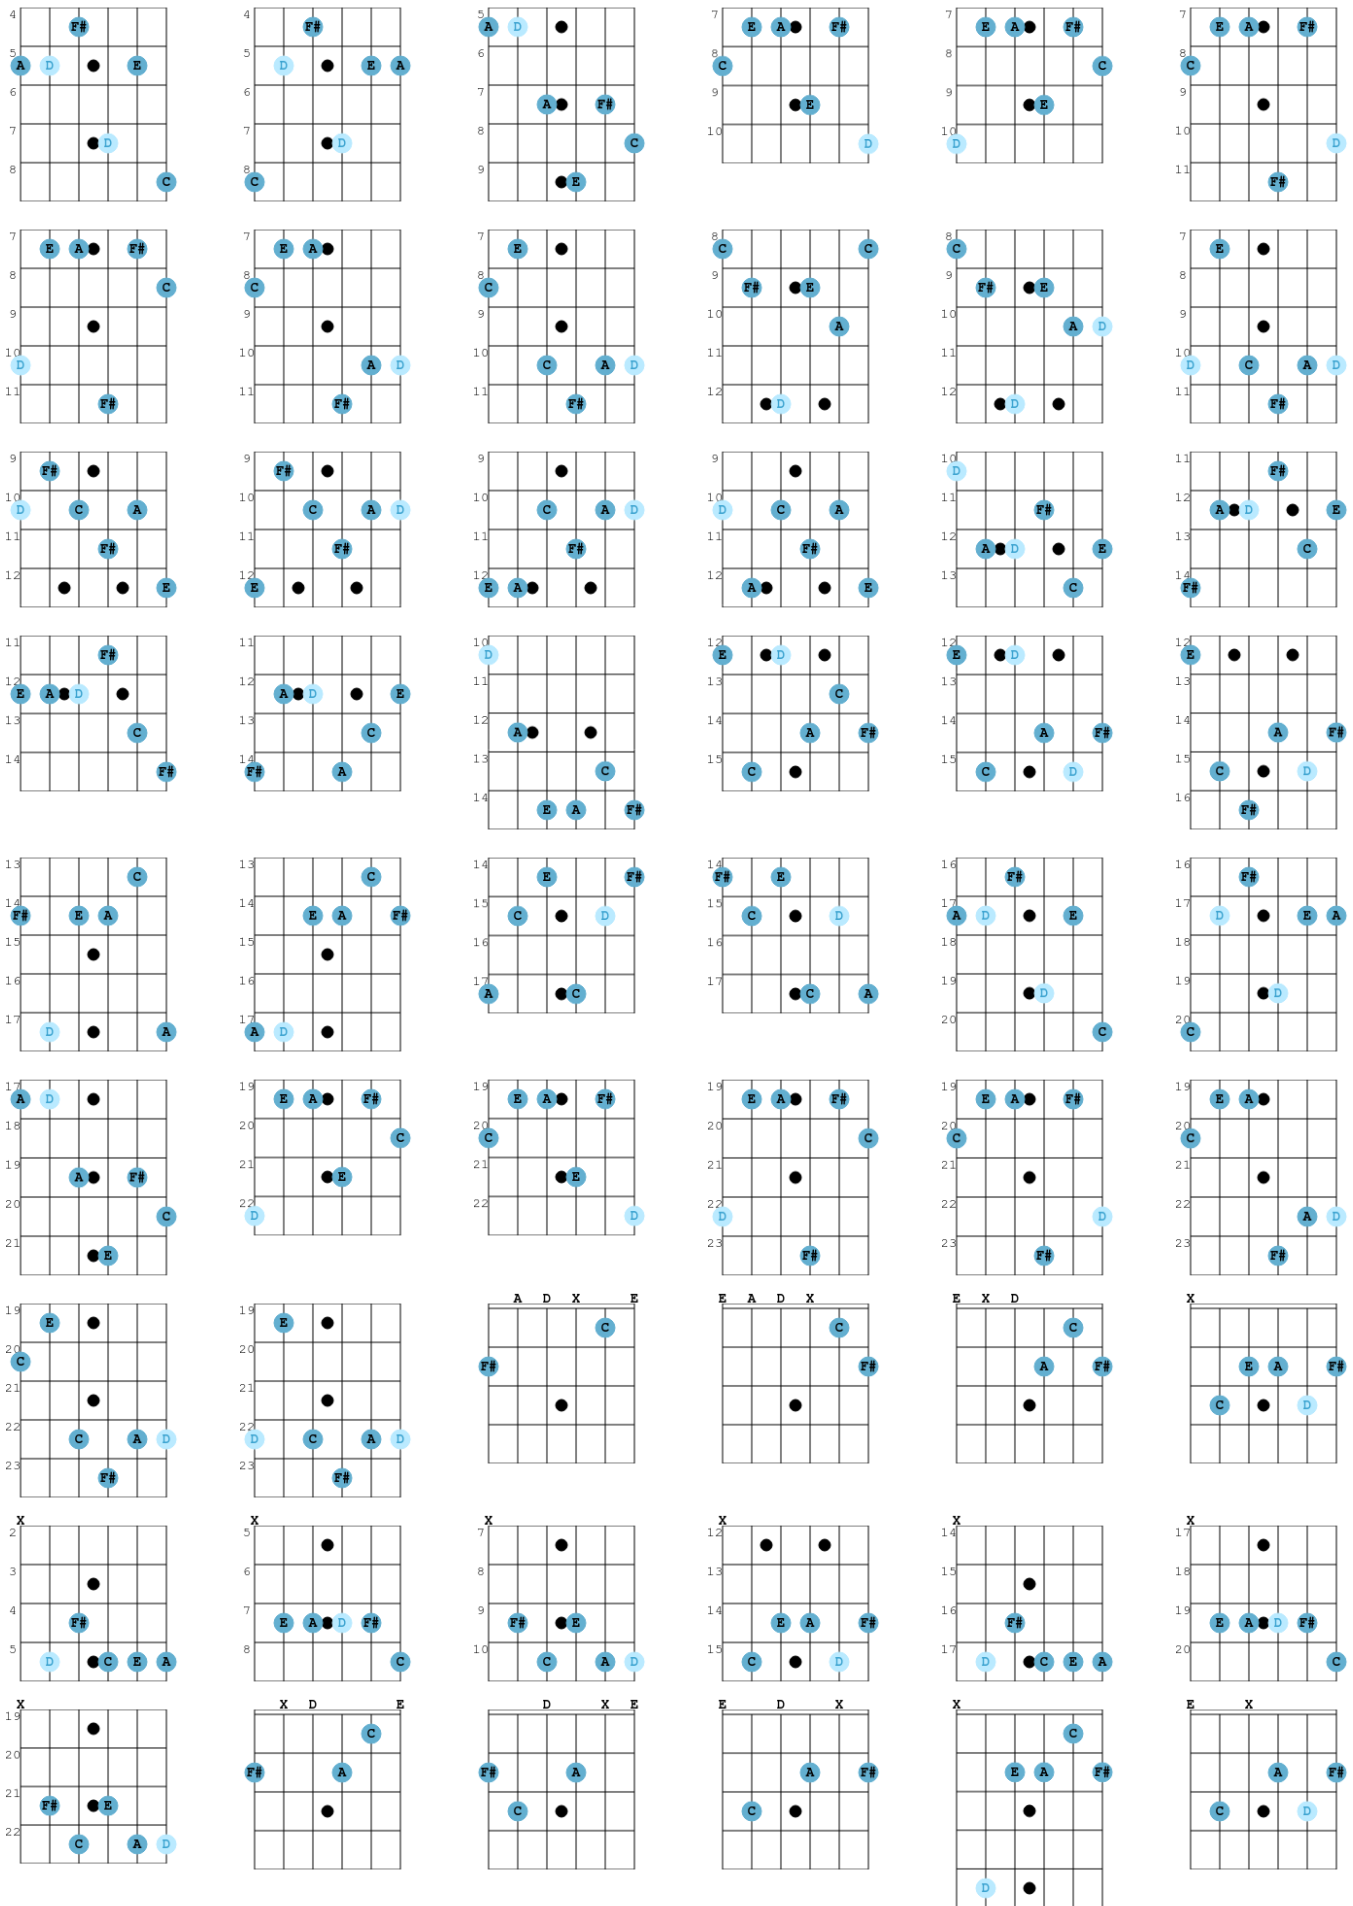 4 F#
5 A D E
6
7 D
8 C
4 F#
5 D E A
6
7 D
8 C
5 A D
6
7 A F#
8 C
9 E
7 E A F#
8 C
9 E
10 D
7 E A F#
8 C
9 E
10 D
7 E A F#
8 C
9
10 D
11 F#
7 E A F#
8 C
9
10 D
11 F#
7 E A
8 C
9
10 A D
11 F#
7 E
8 C
9
10 C A D
11 F#
8 C C
9 F# E
10 A
11
12 D
8 C
9 F# E
10 A D
11
12 D
7 E
8
9
10 D C A D
11 F#
9 F#
10 D C A
11 F#
12 E
9 F#
10 C A D
11 F#
12 E
9
10 C A D
11 F#
12 E A
9
10 D C A
11 F#
12 A E
10 D
11 F#
12 A D E
13 C
11 F#
12 A D E
13 C
14 F#
11 F#
12 E A D
13 C
14 F#
11
12 A D E
13 C
14 F# A
10 D
11
12 A
13 C
14 E A F#
12 E D
13 C
14 A F#
15 C
12 E D
13
14 A F#
15 C D
12 E
13
14 A F#
15 C D
16 F#
13 C
14 F# E A
15
16
17 D A
13 C
14 E A F#
15
16
17 A D
14 E F#
15 C D
16
17 A C
14 F# E
15 C D
16
17 C A
16 F#
17 A D E
18
19 D
20 C
16 F#
17 D E A
18
19 D
20 C
17 A D
18
19 A F#
20 C
21 E
19 E A F#
20 C
21 E
22 D
19 E A F#
20 C
21 E
22 D
19 E A F#
20 C
21
22 D
23 F#
19 E A F#
20 C
21
22 D
23 F#
19 E A
20 C
21
22 A D
23 F#
19 E
20 C
21
22 C A D
23 F#
19 E
20
21
22 D C A D
23 F#
A D X E
C
F#
E A D X
C
F#
E X D
C
A F#
X
E A F#
C D
X
2
3
4 F#
5 D C E A
X
5
6
7 E A D F#
8 C
X
7
8
9 F# E
10 C A D
X
12
13
14 E A F#
15 C D
X
14
15
16 F#
17 D C E A
X
17
18
19 E A D F#
20 C
X
19
20
21 F# E
22 C A D
X D E
C
F# A
D X E
F# A
C
E D X
A F#
C
X
C
E A F#
D
E X
A F#
C D